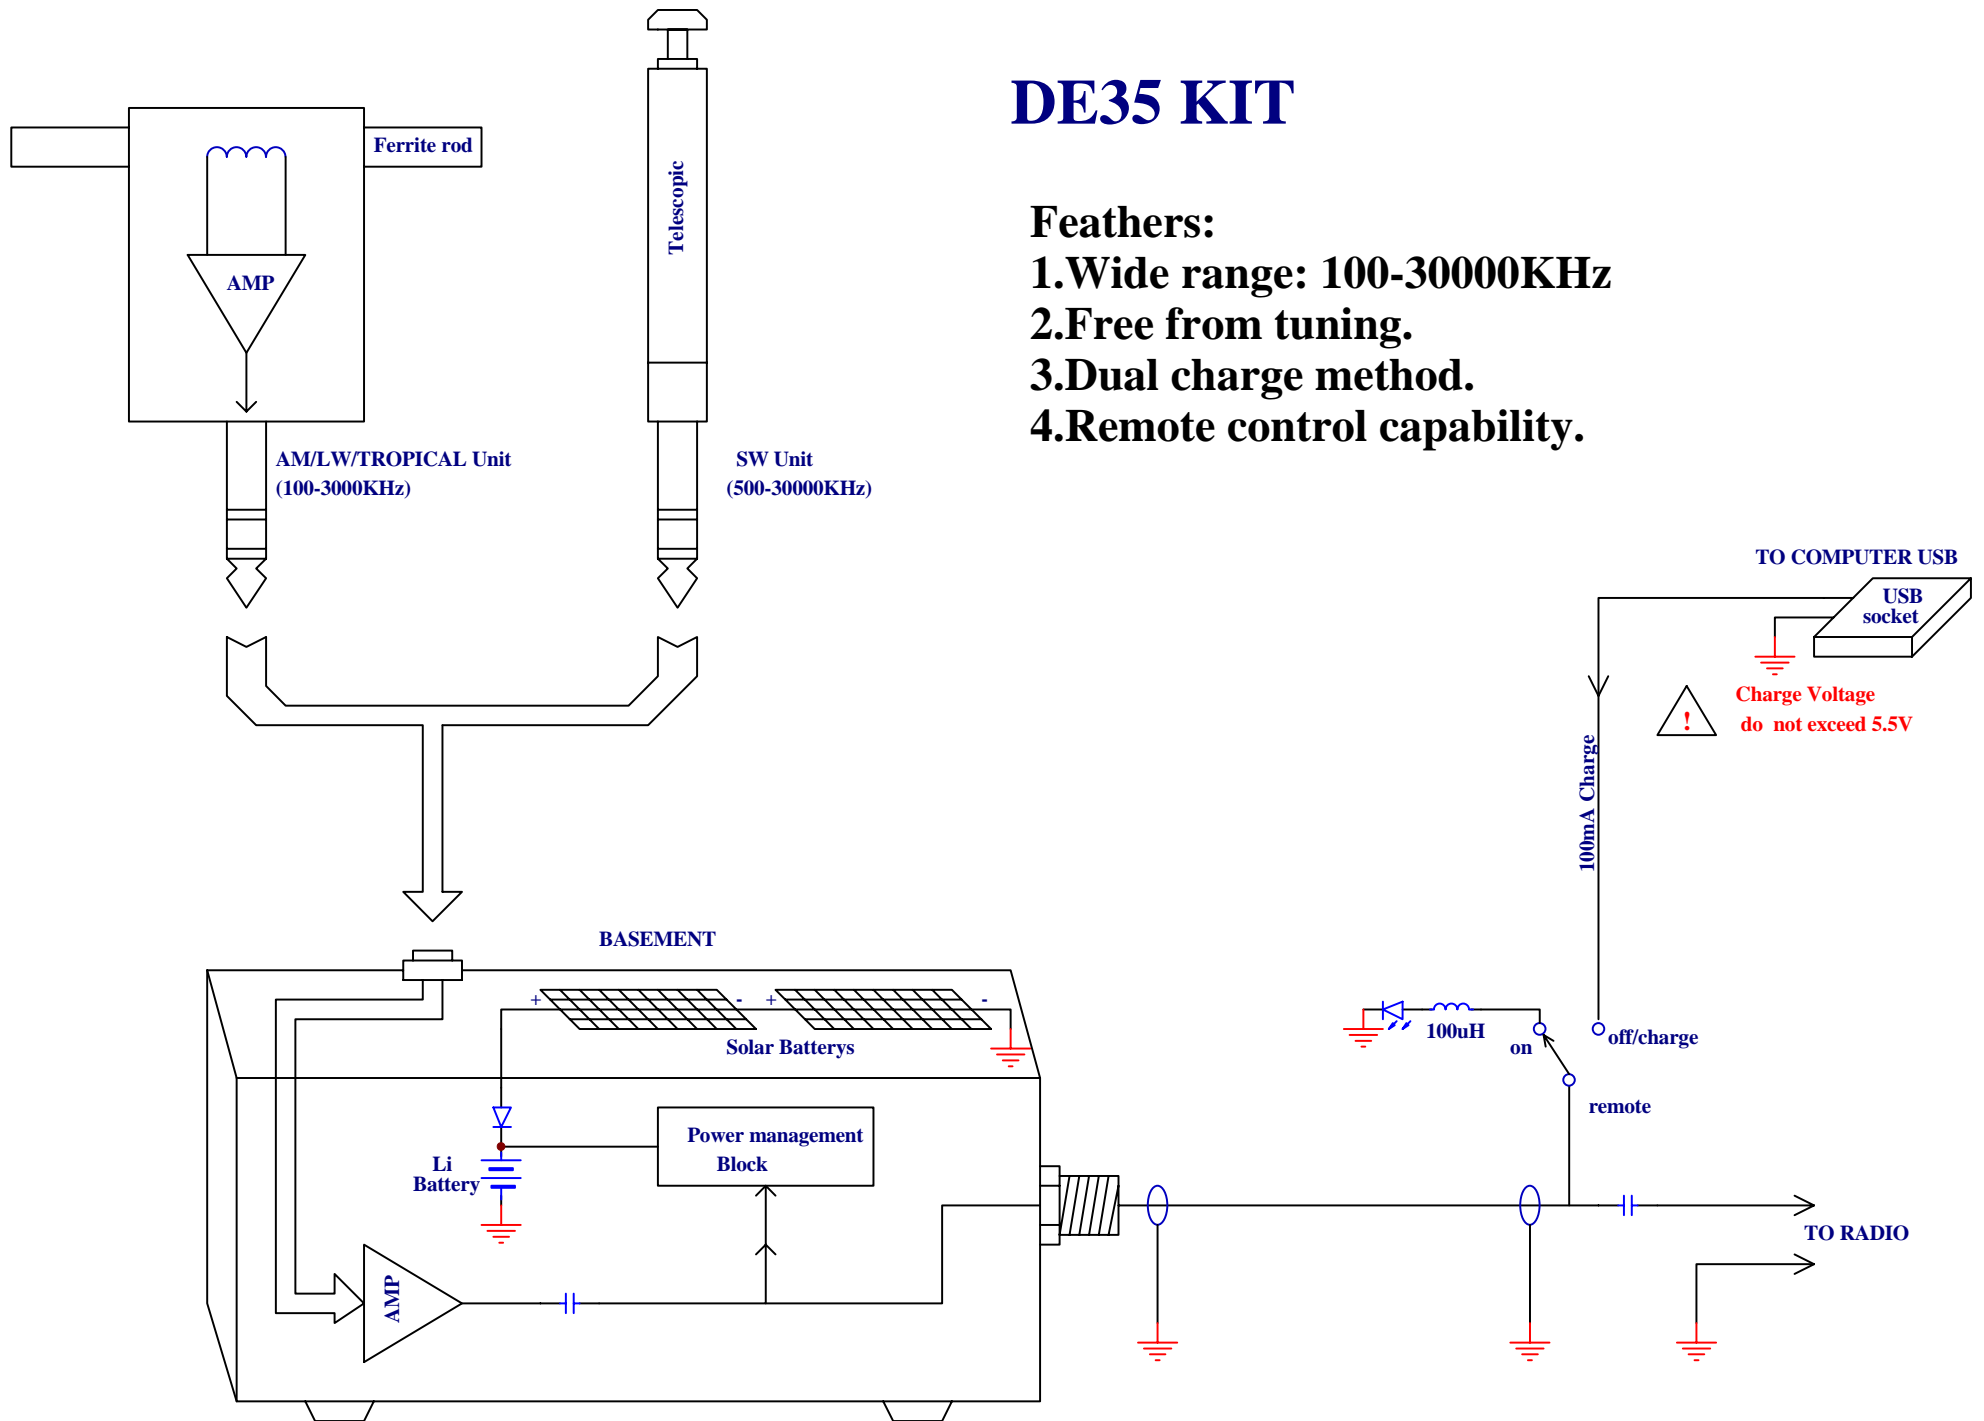 DE35 KIT
Feathers:
1.Wide range: 100-30000KHz
2.Free from tuning.
3.Dual charge method.
4.Remote control capability.
Ferrite rod
AMP
Telescopic
AM/LW/TROPICAL Unit
(100-3000KHz)
SW Unit
(500-30000KHz)
TO COMPUTER USB
USB
socket
!
Charge Voltage
do not exceed 5.5V
100mA Charge
BASEMENT
+
-
+
-
Solar Batterys
100uH
on
off/charge
remote
Power management
Block
Li
Battery
AMP
TO RADIO